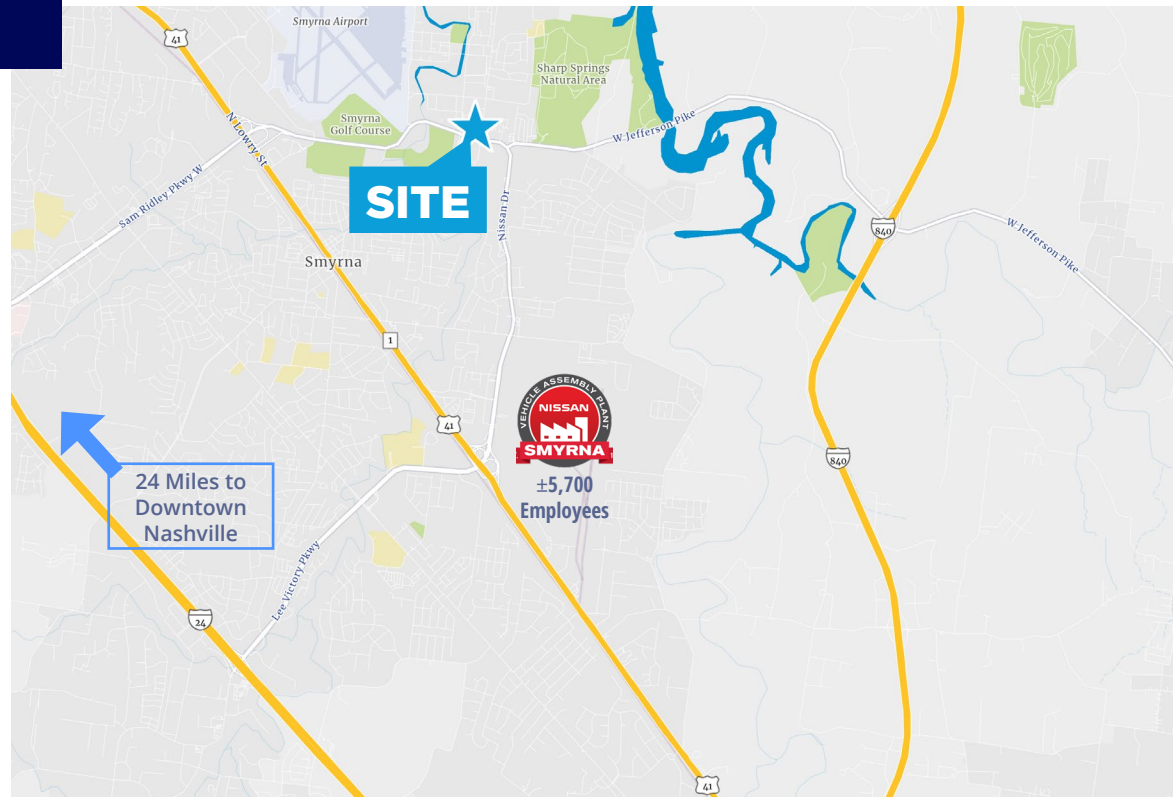 Smyrna Airport
41
Sharp Springs
Natural Area
Smyrna
Golf Course
N Lowry St
W Jefferson Pike
SITE
Sam Ridley Pkwy W
Nissan Dr
840
W Jefferson Pike
Smyrna
1
VEHICLE ASSEMBLY PLANT
NISSAN
SMYRNA
41
840
±5,700
Employees
24 Miles to
Downtown
Nashville
Lee Victory Pkwy
24
41